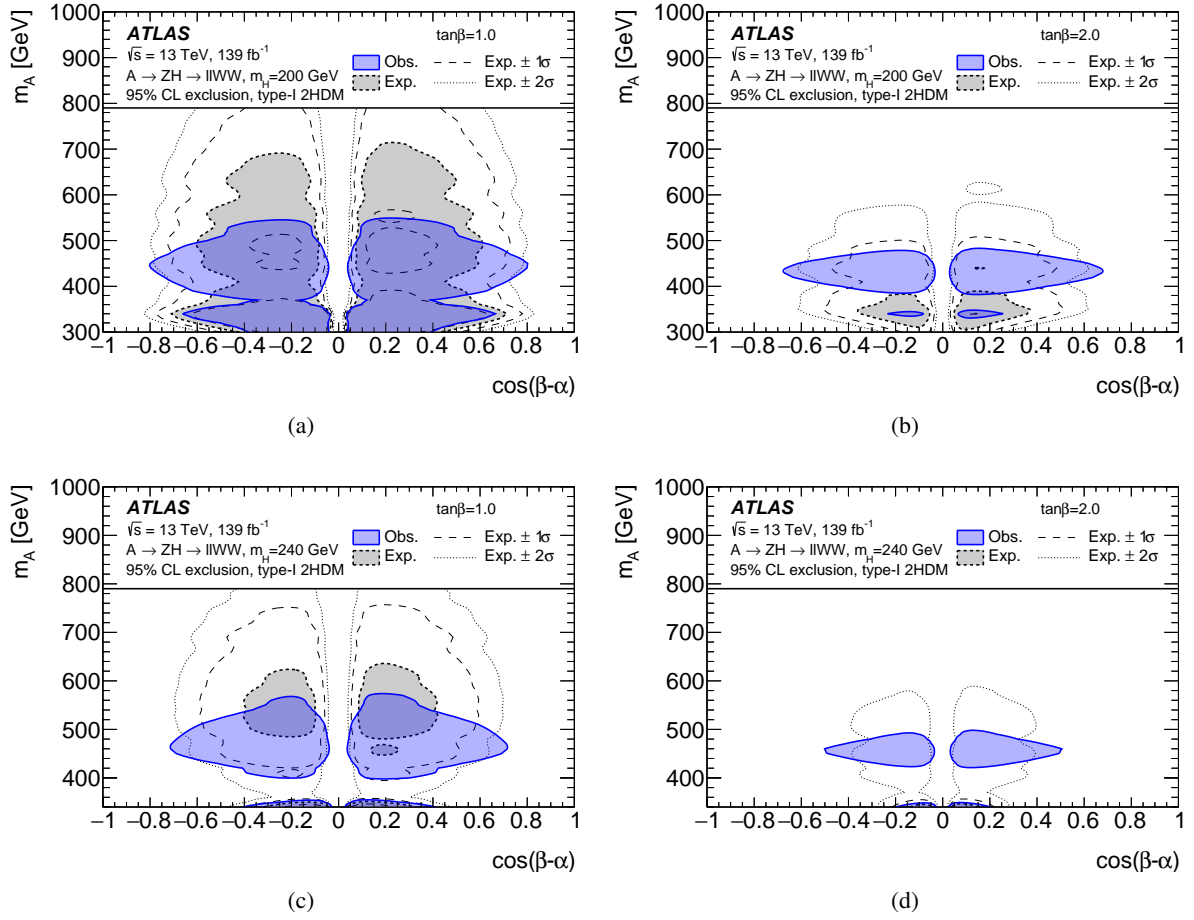 1000
900
800
700
600
500
400
300
m_A [GeV]
ATLAS
tanβ=1.0
√s = 13 TeV, 139 fb⁻¹
A → ZH → llWW, m_H=200 GeV
95% CL exclusion, type-I 2HDM
Obs.
Exp. ± 1σ
Exp.
Exp. ± 2σ
−1 −0.8 −0.6 −0.4 −0.2 0 0.2 0.4 0.6 0.8 1
cos(β-α)
(a)
1000
900
800
700
600
500
400
300
m_A [GeV]
ATLAS
tanβ=2.0
√s = 13 TeV, 139 fb⁻¹
A → ZH → llWW, m_H=200 GeV
95% CL exclusion, type-I 2HDM
Obs.
Exp. ± 1σ
Exp.
Exp. ± 2σ
−1 −0.8 −0.6 −0.4 −0.2 0 0.2 0.4 0.6 0.8 1
cos(β-α)
(b)
1000
900
800
700
600
500
400
m_A [GeV]
ATLAS
tanβ=1.0
√s = 13 TeV, 139 fb⁻¹
A → ZH → llWW, m_H=240 GeV
95% CL exclusion, type-I 2HDM
Obs.
Exp. ± 1σ
Exp.
Exp. ± 2σ
−1 −0.8 −0.6 −0.4 −0.2 0 0.2 0.4 0.6 0.8 1
cos(β-α)
(c)
1000
900
800
700
600
500
400
m_A [GeV]
ATLAS
tanβ=2.0
√s = 13 TeV, 139 fb⁻¹
A → ZH → llWW, m_H=240 GeV
95% CL exclusion, type-I 2HDM
Obs.
Exp. ± 1σ
Exp.
Exp. ± 2σ
−1 −0.8 −0.6 −0.4 −0.2 0 0.2 0.4 0.6 0.8 1
cos(β-α)
(d)